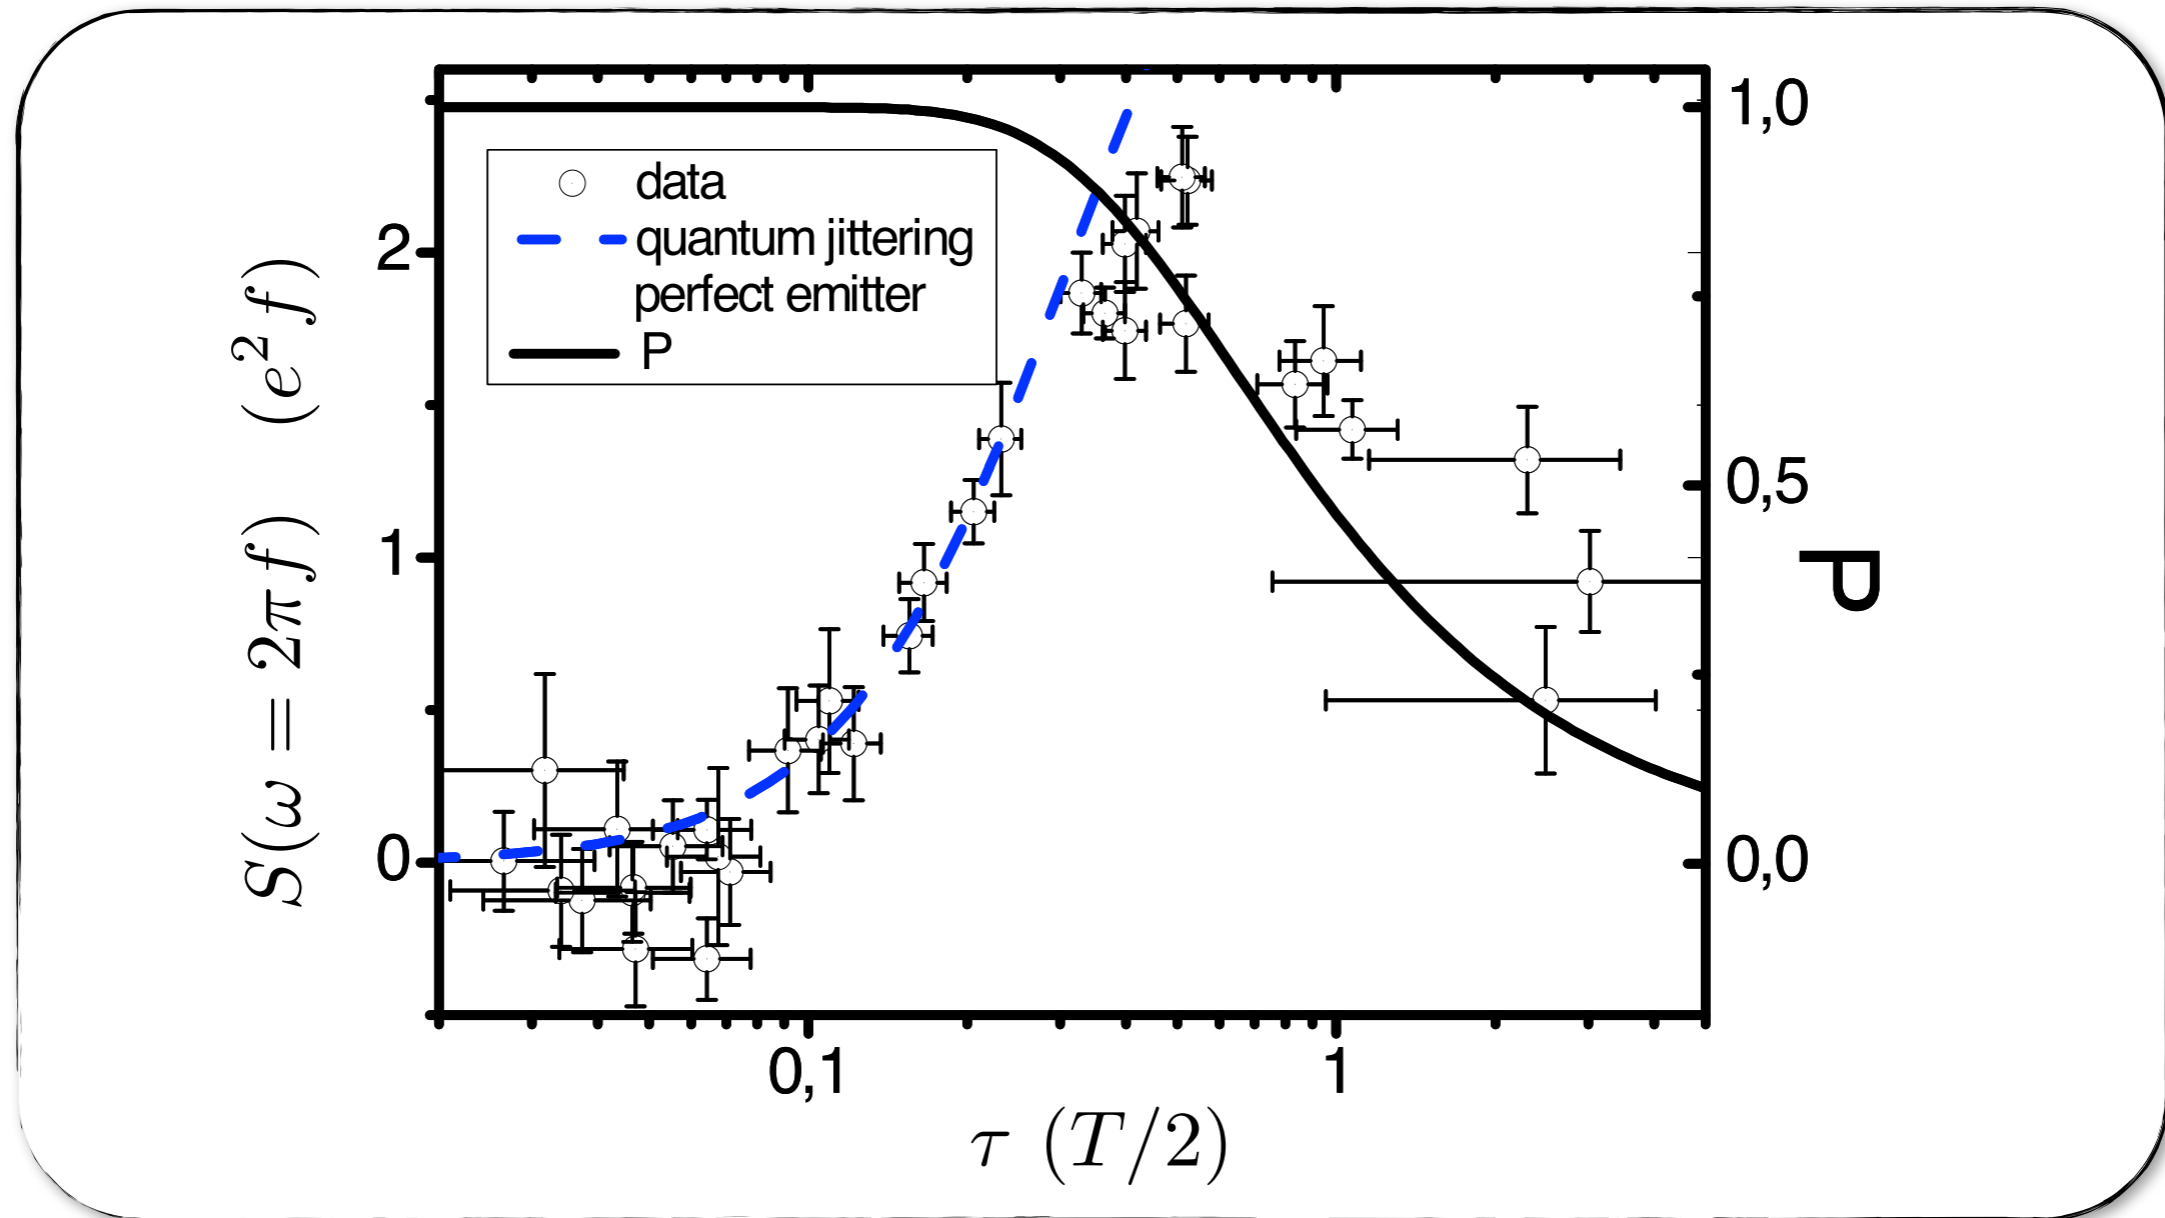 data
quantum jittering
perfect emitter
P
S(ω = 2πf) (e²f)
2
1
0
1,0
0,5
0,0
P
0,1
1
τ (T/2)